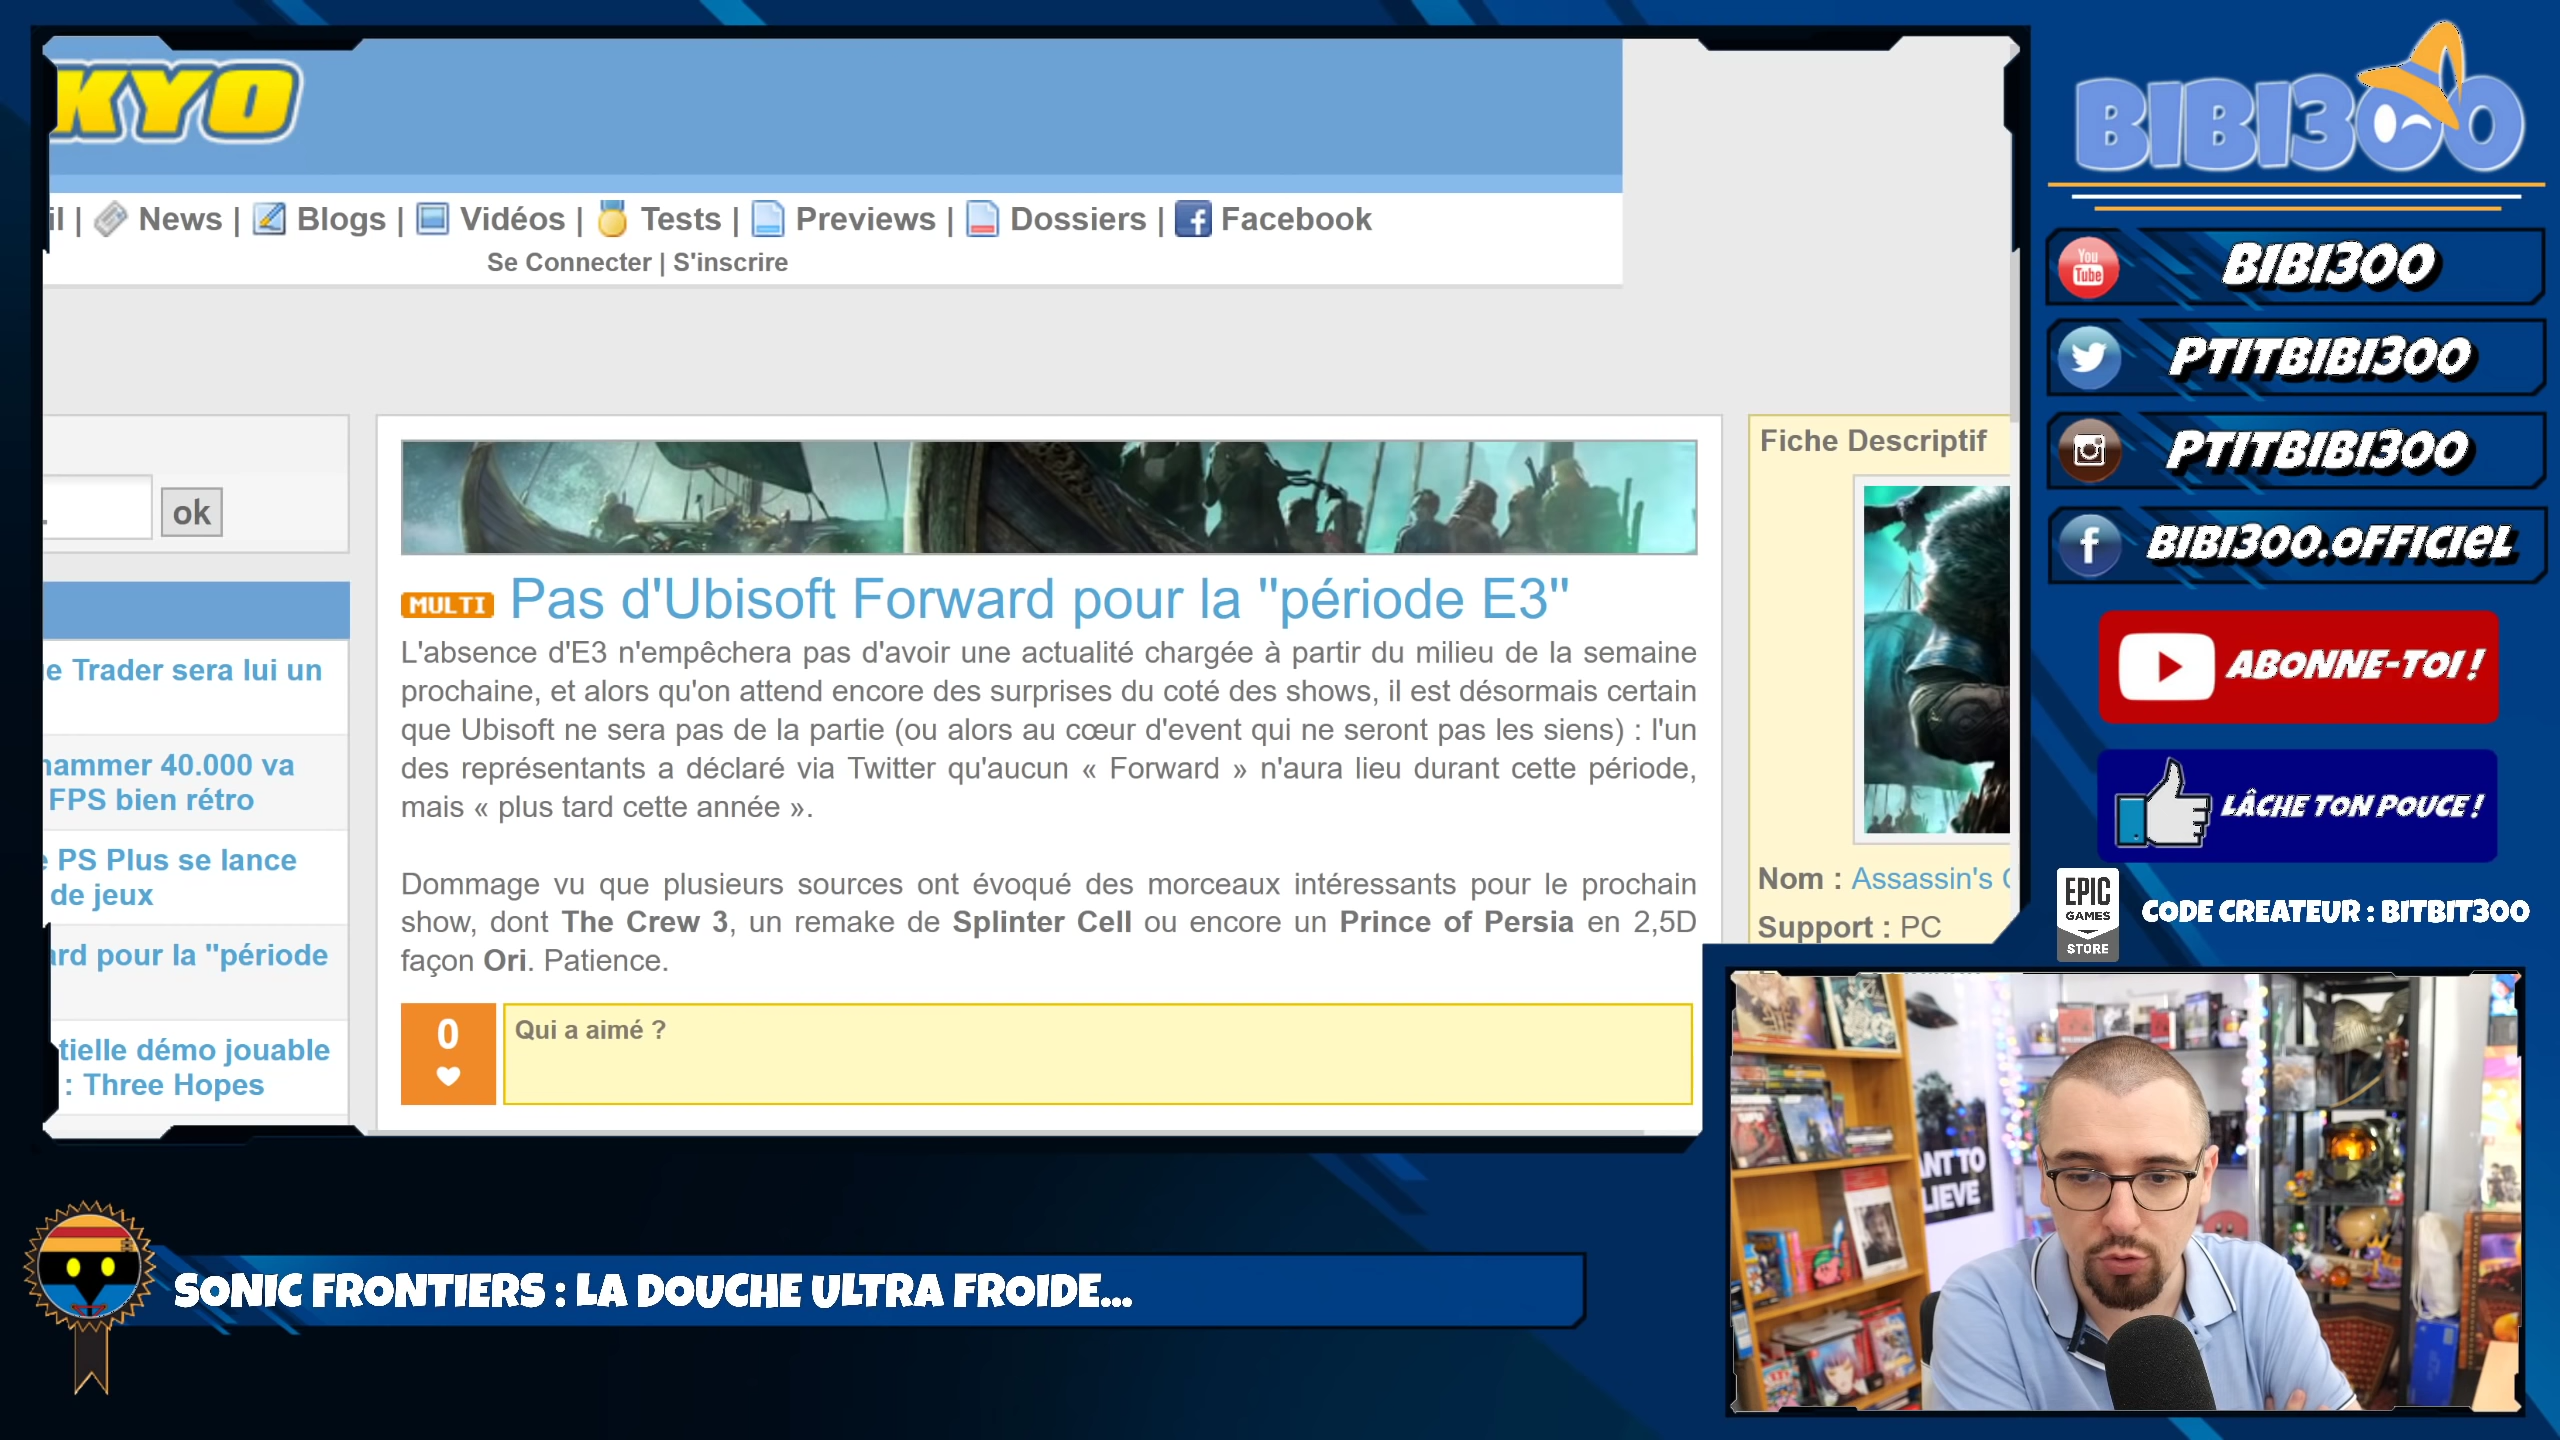 KYO
il | News | Blogs | Vidéos | Tests | Previews | Dossiers | Facebook
Se Connecter | S'inscrire
ok
e Trader sera lui un
hammer 40.000 va
FPS bien rétro
e PS Plus se lance
de jeux
ard pour la "période
tielle démo jouable
: Three Hopes
MULTI Pas d'Ubisoft Forward pour la "période E3"
L'absence d'E3 n'empêchera pas d'avoir une actualité chargée à partir du milieu de la semaine
prochaine, et alors qu'on attend encore des surprises du coté des shows, il est désormais certain
que Ubisoft ne sera pas de la partie (ou alors au cœur d'event qui ne seront pas les siens) : l'un
des représentants a déclaré via Twitter qu'aucun « Forward » n'aura lieu durant cette période,
mais « plus tard cette année ».
Dommage vu que plusieurs sources ont évoqué des morceaux intéressants pour le prochain
show, dont The Crew 3, un remake de Splinter Cell ou encore un Prince of Persia en 2,5D
façon Ori. Patience.
0
Qui a aimé ?
Fiche Descriptif
Nom : Assassin's
Support : PC
BIBI300
You Tube BIBI300
PTITBIBI300
PTITBIBI300
BIBI300.OFFICIEL
ABONNE-TOI !
LÂCHE TON POUCE !
EPIC
GAMES
STORE
CODE CREATEUR : BITBIT300
ANT TO
LIEVE
SONIC FRONTIERS : LA DOUCHE ULTRA FROIDE...